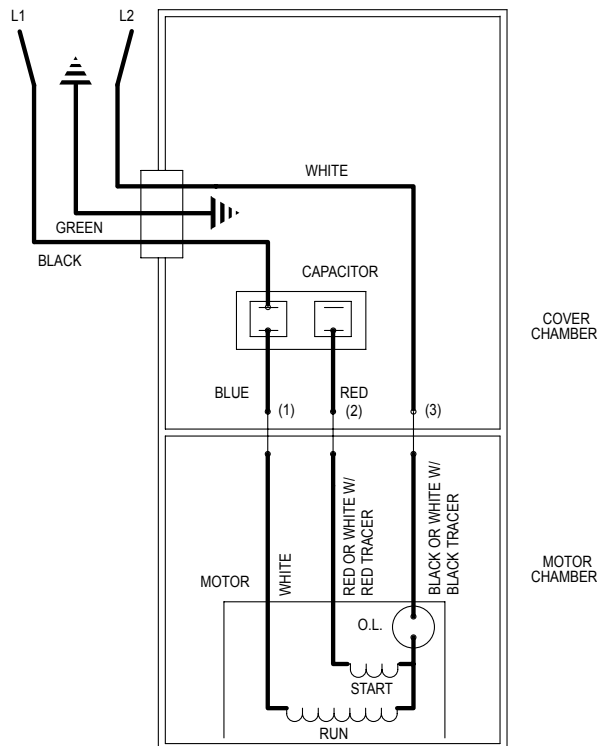 L1
L2
WHITE
GREEN
BLACK
CAPACITOR
COVER
CHAMBER
BLUE
RED
(1)
(2)
(3)
MOTOR
WHITE
RED OR WHITE W/
RED TRACER
BLACK OR WHITE W/
BLACK TRACER
MOTOR
CHAMBER
O.L.
START
RUN